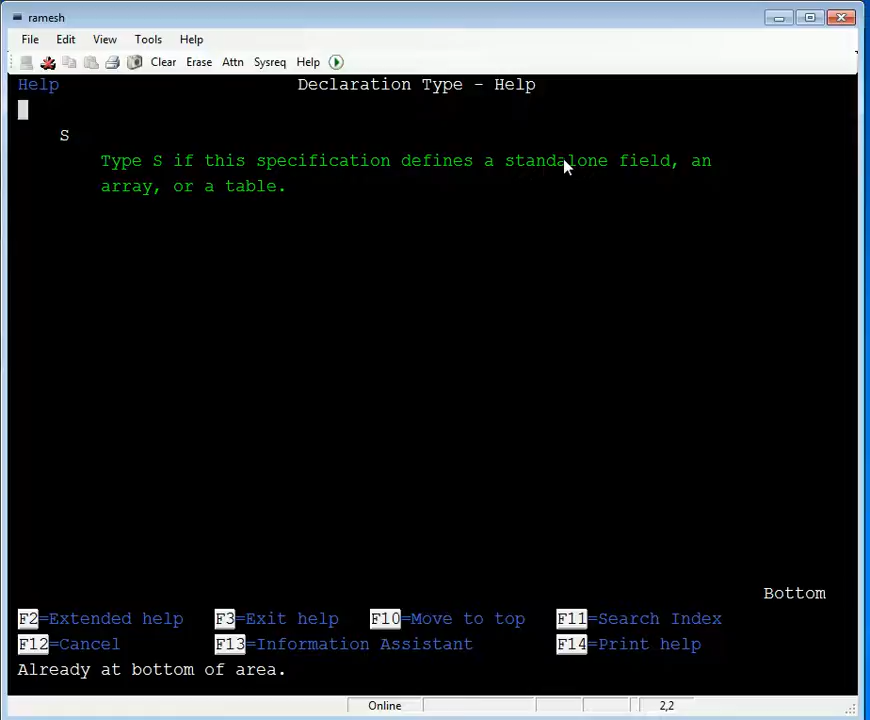 ramesh
File Edit View Tools Help
Clear Erase Attn Sysreq Help
Help Declaration Type - Help
S
Type S if this specification defines a standalone field, an
array, or a table.
Bottom
F2=Extended help F3=Exit help F10=Move to top F11=Search Index
F12=Cancel F13=Information Assistant F14=Print help
Already at bottom of area.
Online 2,2